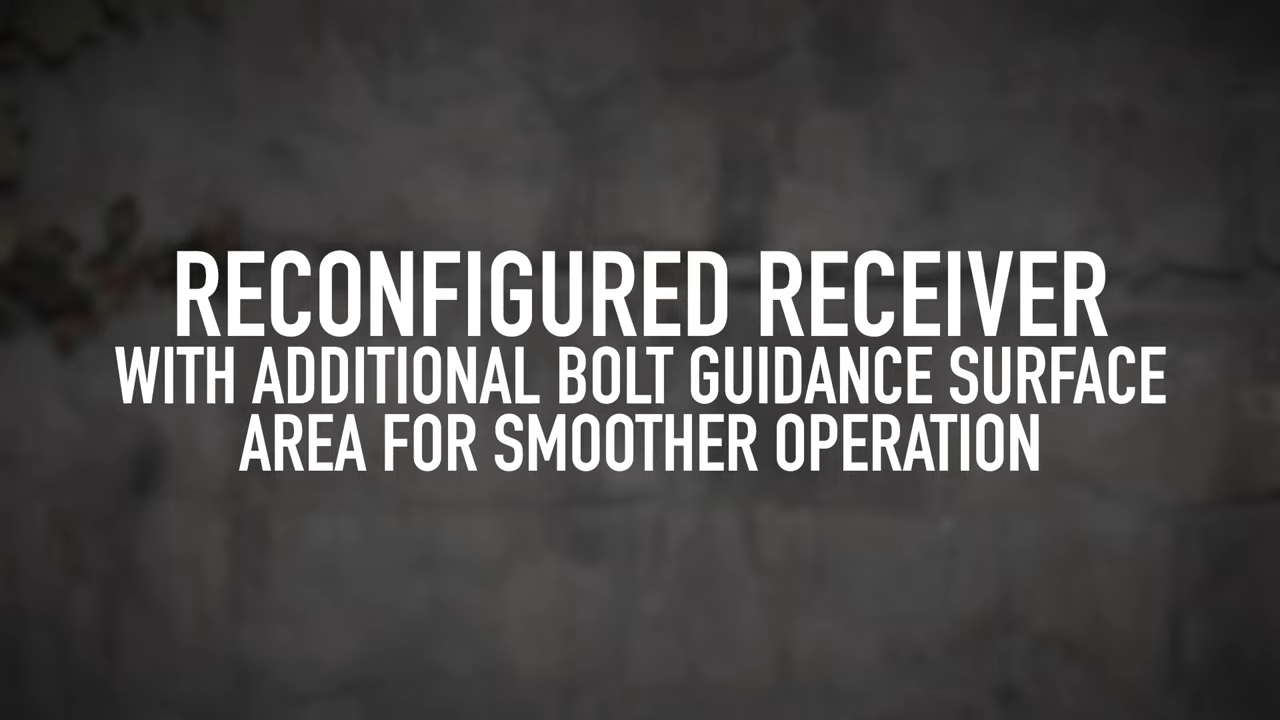 RECONFIGURED RECEIVER
WITH ADDITIONAL BOLT GUIDANCE SURFACE
AREA FOR SMOOTHER OPERATION